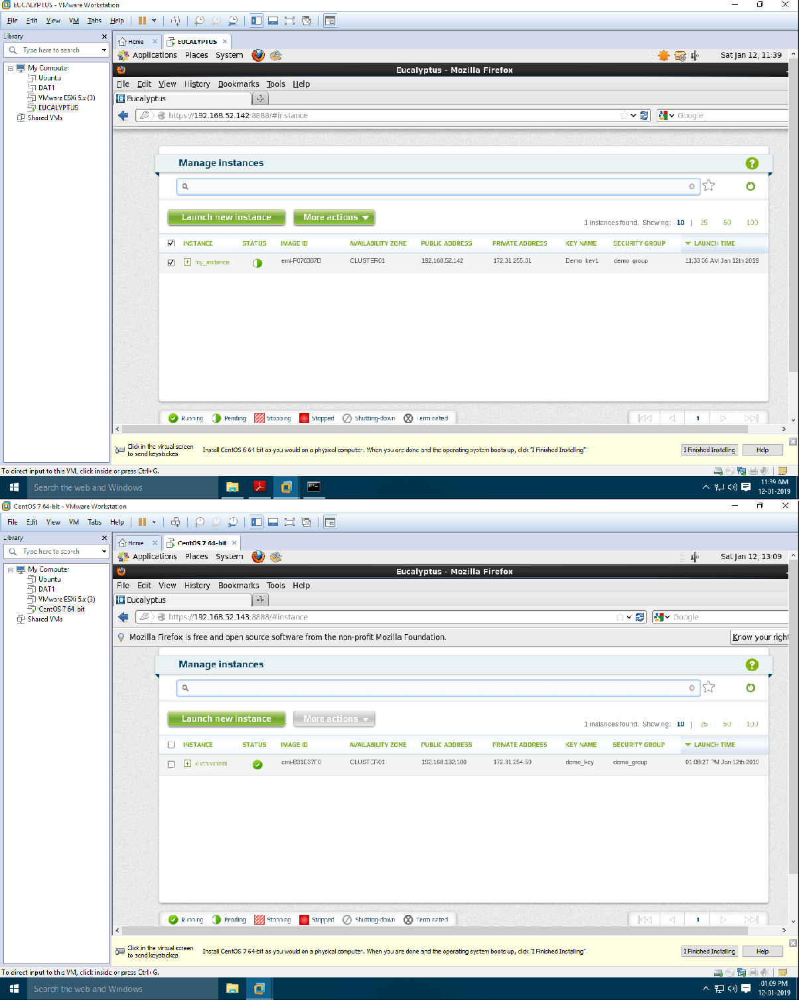 EUCALYPTUS - VMware Workstation
File Edit View VM Tabs Help
Library
Type here to search
My Computer
Ubuntu
DAT1
VMware ESXi 5.x (3)
EUCALYPTUS
Shared VMs
Home
EUCALYPTUS
Applications Places System
Sat Jan 12, 11:39
Eucalyptus - Mozilla Firefox
File Edit View History Bookmarks Tools Help
Eucalyptus
https://192.168.52.142:8888/#instance
Google
Manage instances
?
Launch new instance More actions
1 instances found. Showing: 10 | 25 50 100
INSTANCE STATUS IMAGE ID AVAILABILITY ZONE PUBLIC ADDRESS PRIVATE ADDRESS KEY NAME SECURITY GROUP LAUNCH TIME
my_instance emi-F076387B CLUSTER01 192.168.52.142 172.31.255.81 Demo_key1 demo_group 11:38:36 AM Jan 12th 2019
Running Pending Stopping Stopped Shutting-down Terminated
1
Click in the virtual screen
to send keystrokes
Install CentOS 6 64-bit as you would on a physical computer. When you are done and the operating system boots up, click "I Finished Installing".
I Finished Installing Help
To direct input to this VM, click inside or press Ctrl+G.
Search the web and Windows
11:39 AM
12-01-2019
CentOS 7 64-bit - VMware Workstation
File Edit View VM Tabs Help
Library
Type here to search
My Computer
Ubuntu
DAT1
VMware ESXi 5.x (3)
CentOS 7 64-bit
Shared VMs
Home
CentOS 7 64-bit
Applications Places System
Sat Jan 12, 13:09
Eucalyptus - Mozilla Firefox
File Edit View History Bookmarks Tools Help
Eucalyptus
https://192.168.52.143:8888/#instance
Google
Mozilla Firefox is free and open source software from the non-profit Mozilla Foundation.
Know your right
Manage instances
?
Launch new instance More actions
1 instances found. Showing: 10 | 25 50 100
INSTANCE STATUS IMAGE ID AVAILABILITY ZONE PUBLIC ADDRESS PRIVATE ADDRESS KEY NAME SECURITY GROUP LAUNCH TIME
emi-B31E37F0 CLUSTER01 192.168.132.100 172.31.254.59 demo_key demo_group 01:08:27 PM Jan 12th 2019
Running Pending Stopping Stopped Shutting-down Terminated
1
Click in the virtual screen
to send keystrokes
Install CentOS 7 64-bit as you would on a physical computer. When you are done and the operating system boots up, click "I Finished Installing".
I Finished Installing Help
To direct input to this VM, click inside or press Ctrl+G.
Search the web and Windows
01:09 PM
12-01-2019